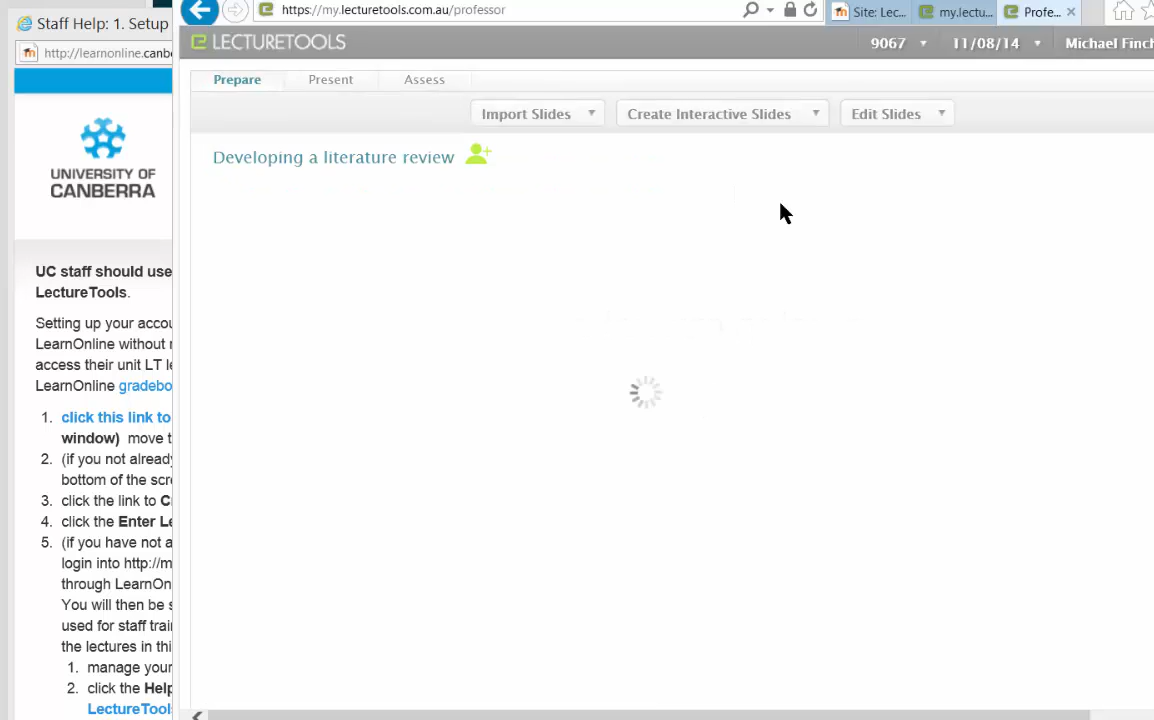 Staff Help: 1. Setup
http://learnonline.canbe
UNIVERSITY OF
CANBERRA
UC staff should use
LectureTools.
Setting up your accou
LearnOnline without
access their unit LT le
LearnOnline gradebo
1. click this link to
window) move t
2. (if you not already
bottom of the scre
3. click the link to C
4. click the Enter Le
5. (if you have not a
login into http://m
through LearnOn
You will then be s
used for staff trai
the lectures in thi
1. manage your
2. click the Help
LectureTools
https://my.lecturetools.com.au/professor
Site: Lec...
my.lectu...
Profe...
LECTURETOOLS
9067
11/08/14
Michael Finch
Prepare
Present
Assess
Import Slides
Create Interactive Slides
Edit Slides
Developing a literature review